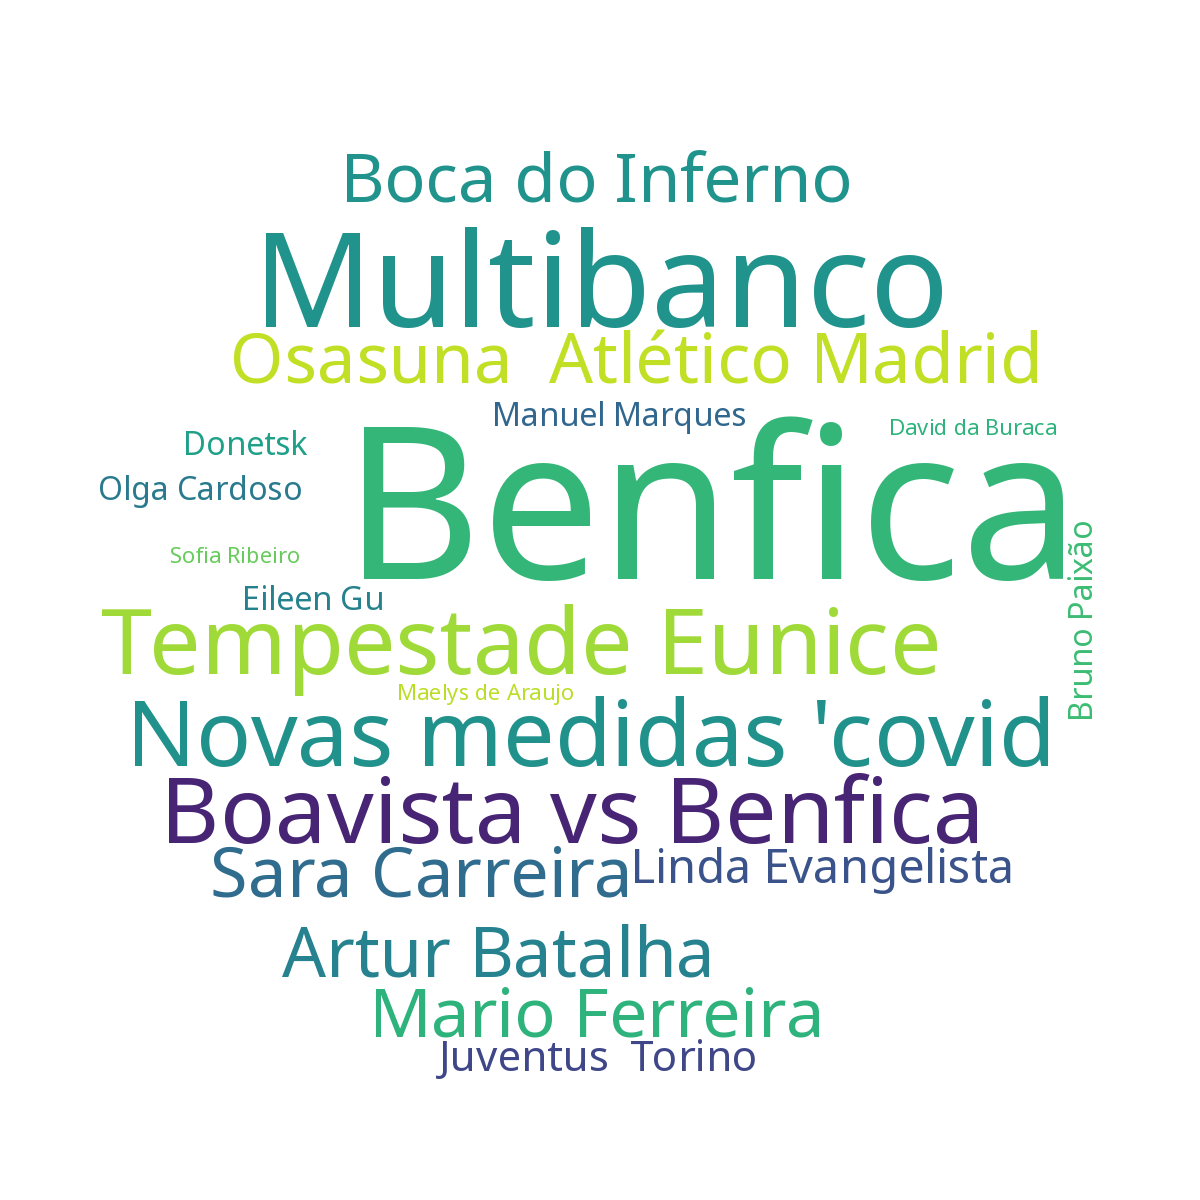 Boca do Inferno
Multibanco
Osasuna  Atlético Madrid
Manuel Marques
David da Buraca
Donetsk
Benfica
Olga Cardoso
Sofia Ribeiro
Eileen Gu
Bruno Paixão
Tempestade Eunice
Maelys de Araujo
Novas medidas 'covid
Boavista vs Benfica
Sara Carreira
Linda Evangelista
Artur Batalha
Mario Ferreira
Juventus  Torino